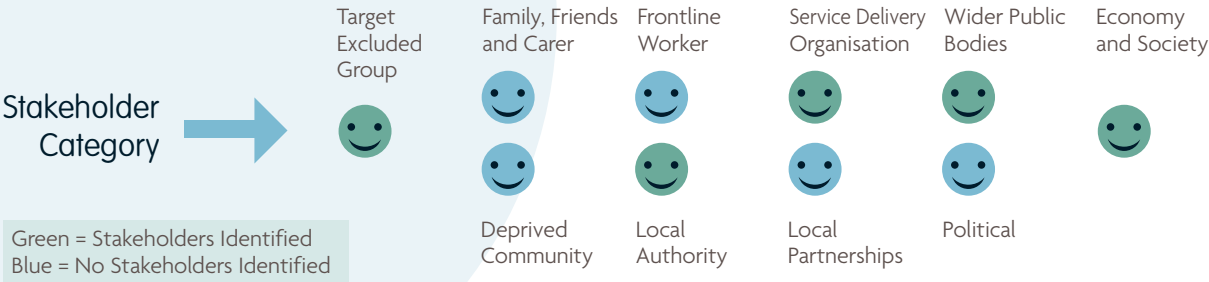 Target
Excluded
Group
Family, Friends
and Carer
Frontline
Worker
Service Delivery
Organisation
Wider Public
Bodies
Economy
and Society
Stakeholder
Category
Deprived
Community
Local
Authority
Local
Partnerships
Political
Green = Stakeholders Identified
Blue = No Stakeholders Identified